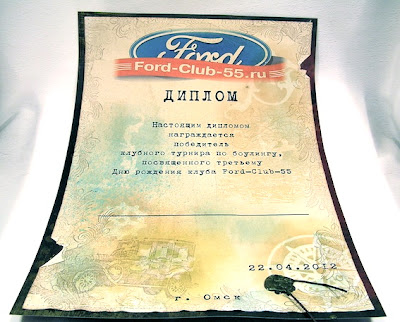 Ford
Ford-Club-55.ru
ДИПЛОМ
Настоящим дипломом
награждается
победитель
клубного турнира по боулингу,
посвященного третьему
Дню рождения клуба Ford-Club-55
22.04.2012
г. Омск